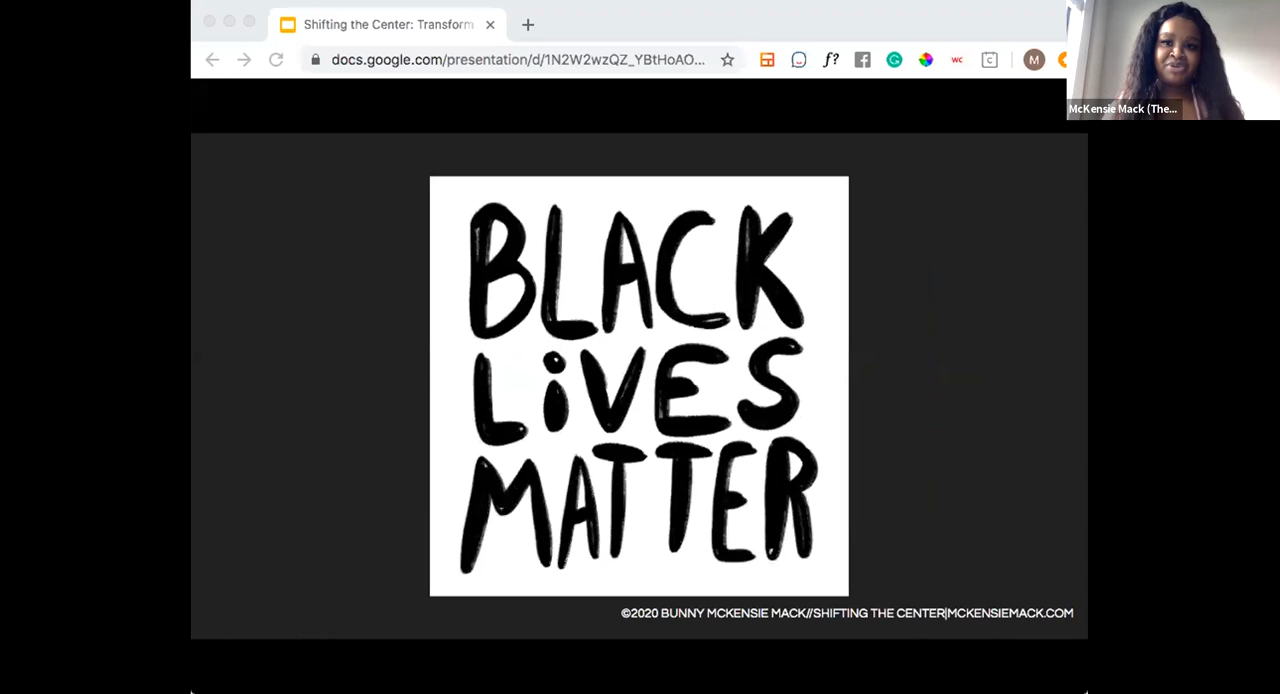 Shifting the Center: Transform
docs.google.com/presentation/d/1N2W2wzQZ_YBtHoAO...
f?
WC
C
M
McKensie Mack (The...
BLACK
LiVES
MATTER
©2020 BUNNY MCKENSIE MACK//SHIFTING THE CENTER|MCKENSIEMACK.COM